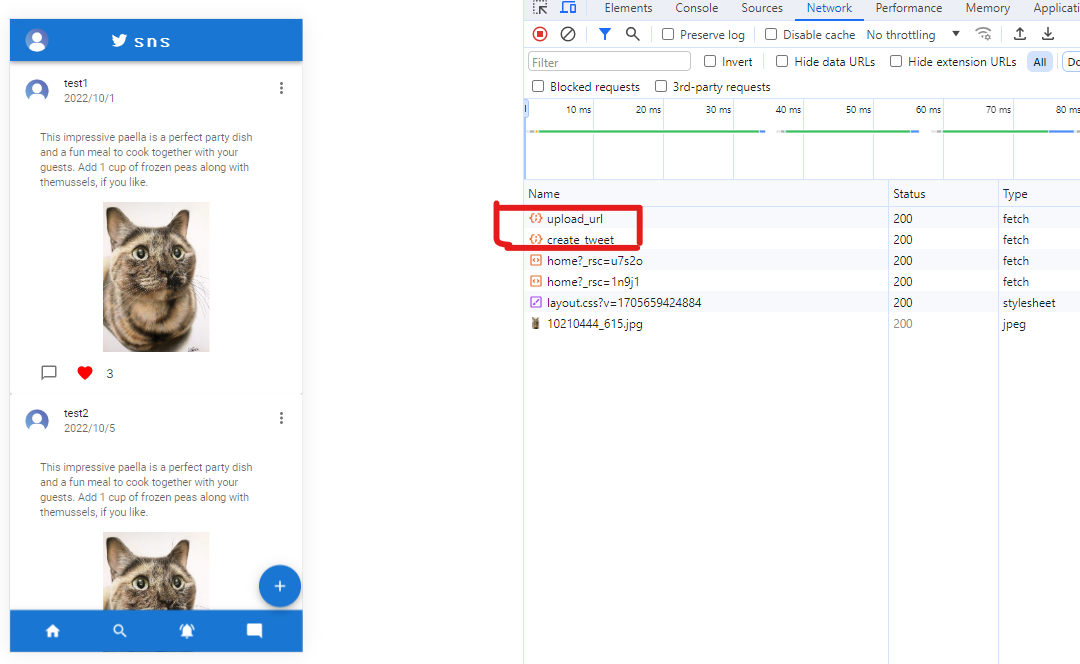 sns
test1
2022/10/1
This impressive paella is a perfect party dish
and a fun meal to cook together with your
guests. Add 1 cup of frozen peas along with
themussels, if you like.
3
test2
2022/10/5
This impressive paella is a perfect party dish
and a fun meal to cook together with your
guests. Add 1 cup of frozen peas along with
themussels, if you like.
Elements Console Sources Network Performance Memory Applicati
Preserve log Disable cache No throttling
Filter Invert Hide data URLs Hide extension URLs All Do
Blocked requests 3rd-party requests
10 ms 20 ms 30 ms 40 ms 50 ms 60 ms 70 ms 80 ms
Name Status Type
upload_url 200 fetch
create_tweet 200 fetch
home?_rsc=u7s2o 200 fetch
home?_rsc=1n9j1 200 fetch
layout.css?v=1705659424884 200 stylesheet
10210444_615.jpg 200 jpeg